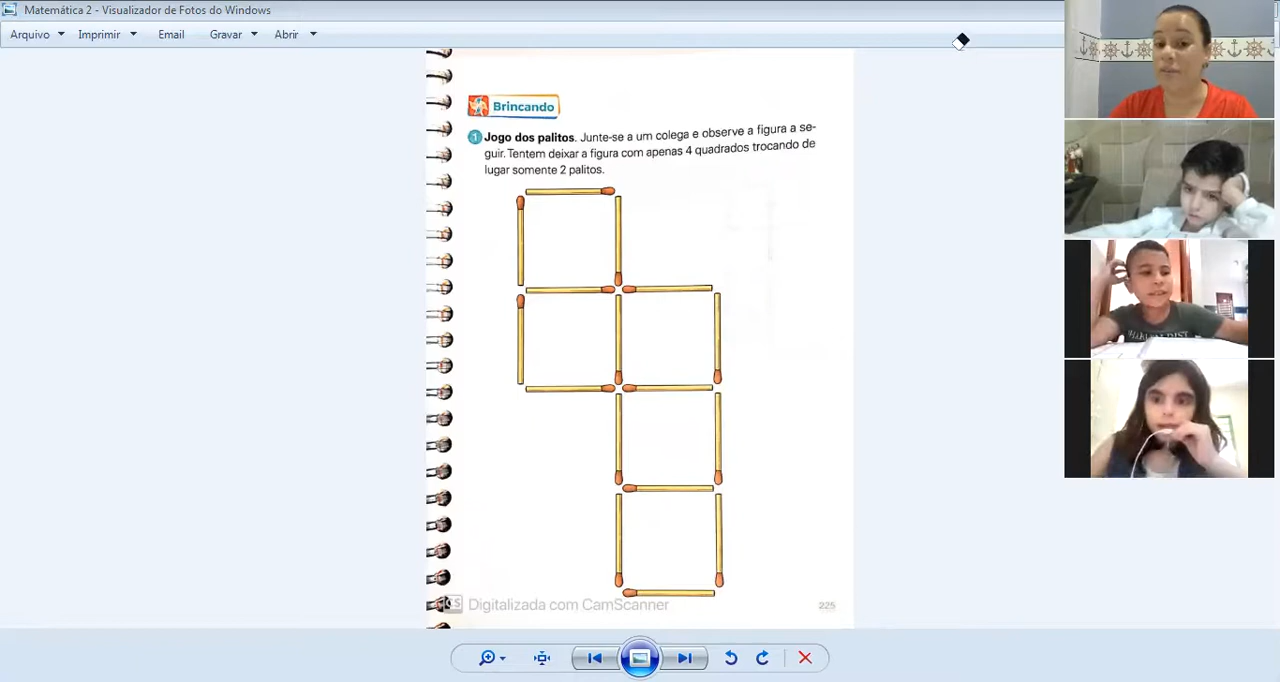 Matemática 2 - Visualizador de Fotos do Windows
Arquivo Imprimir Email Gravar Abrir
Brincando
1 Jogo dos palitos. Junte-se a um colega e observe a figura a se-
guir. Tentem deixar a figura com apenas 4 quadrados trocando de
lugar somente 2 palitos.
CS Digitalizada com CamScanner
225